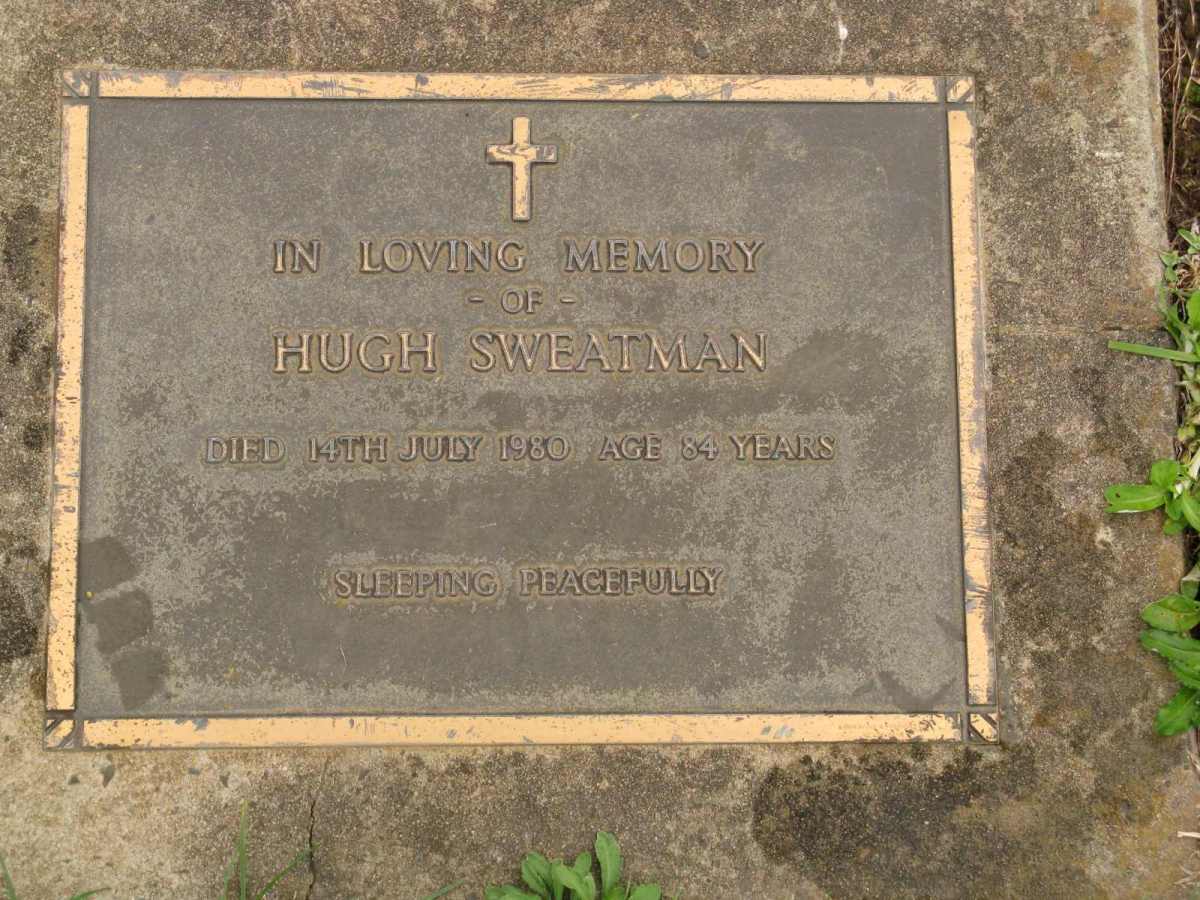 IN LOVING MEMORY
- OF -
HUGH SWEATMAN
DIED 14TH JULY 1980 AGE 84 YEARS
SLEEPING PEACEFULLY